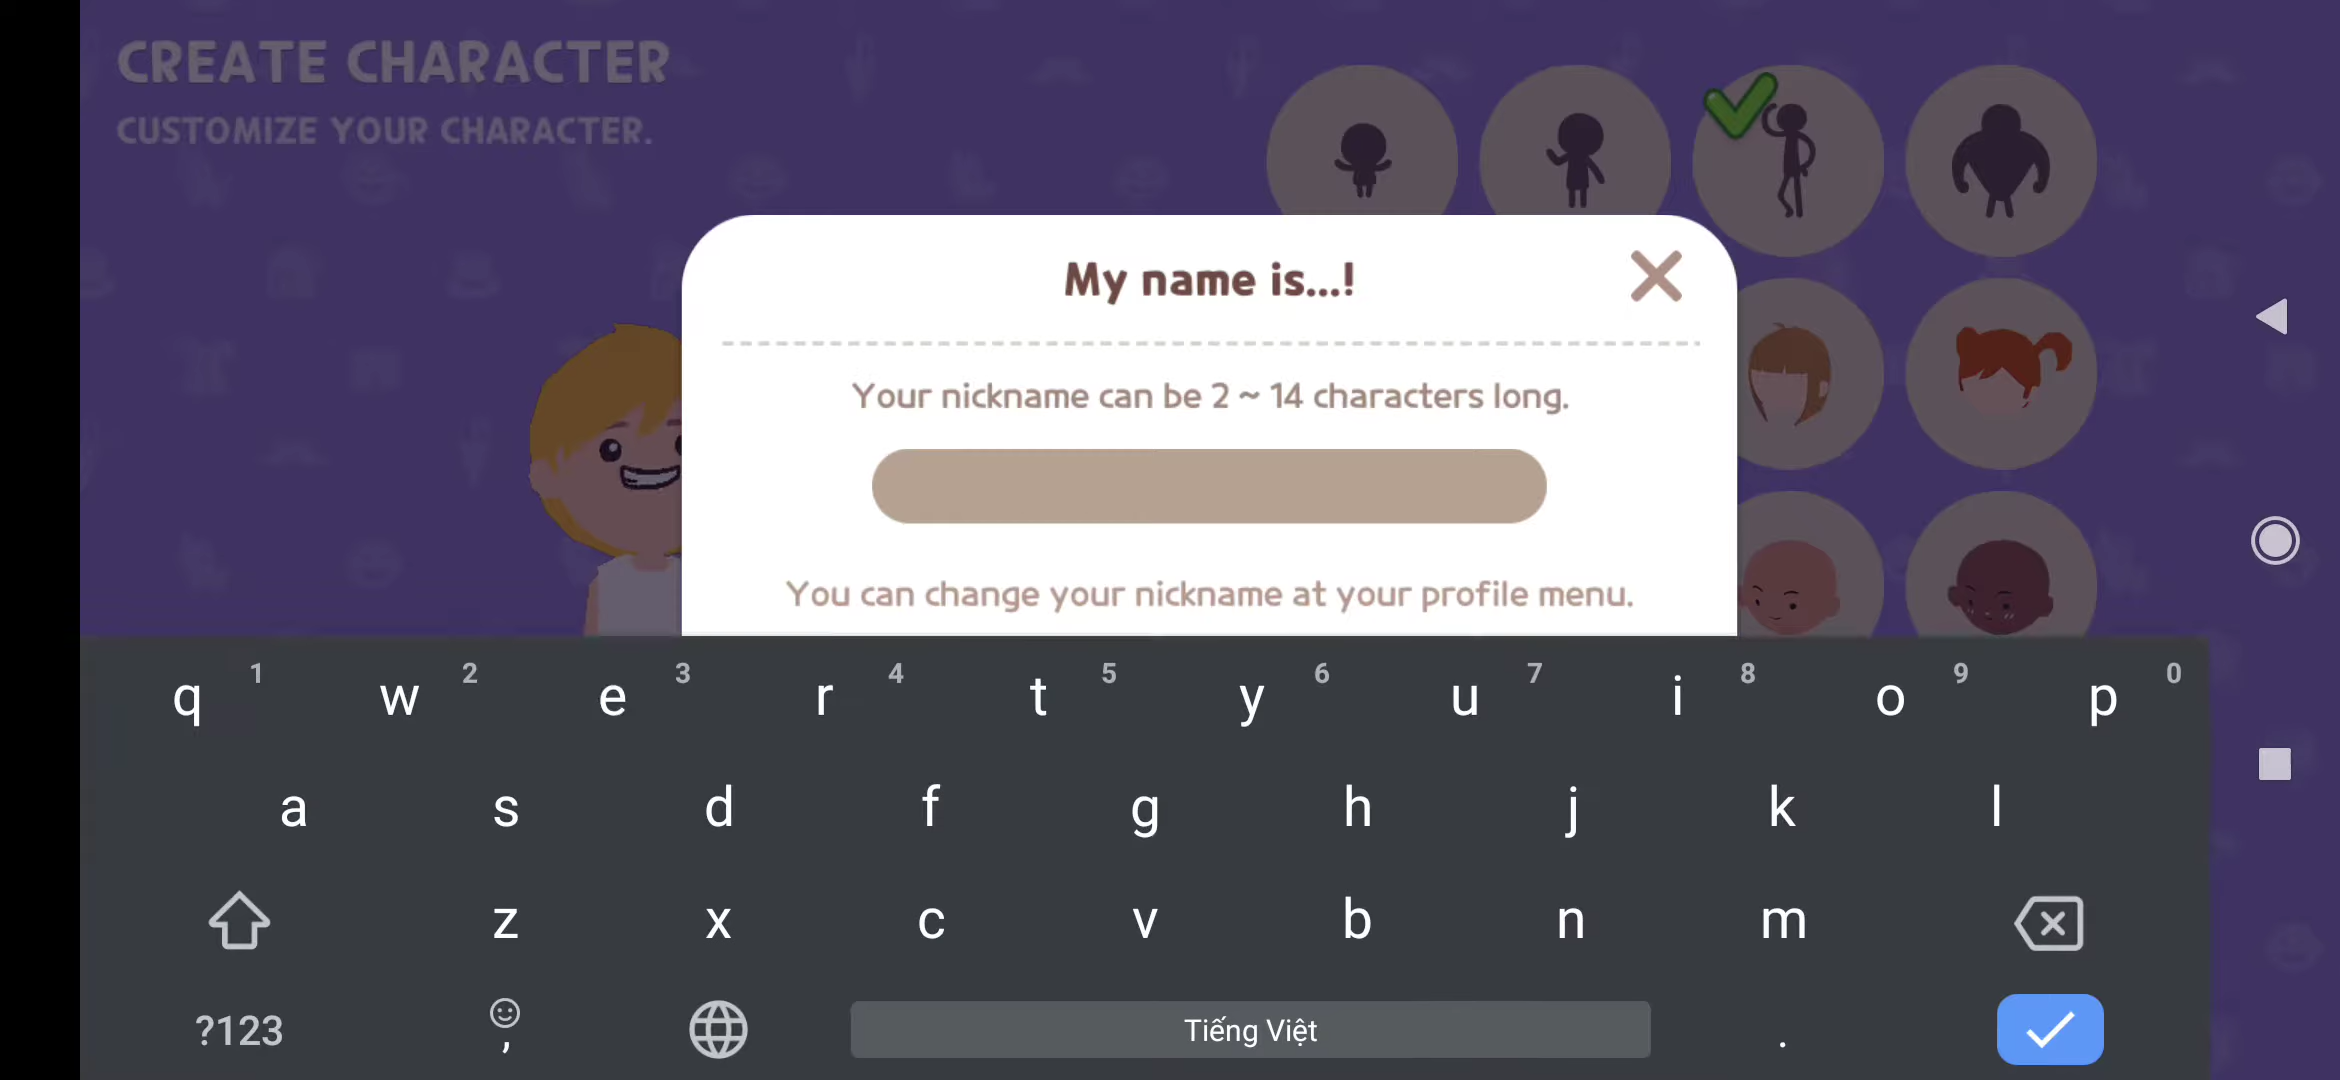 CREATE CHARACTER
CUSTOMIZE YOUR CHARACTER.
My name is...!
Your nickname can be 2 ~ 14 characters long.
You can change your nickname at your profile menu.
q 1 w 2 e 3 r 4 t 5 y 6 u 7 i 8 o 9 p 0
a s d f g h j k l
z x c v b n m
?123 , Tiếng Việt .